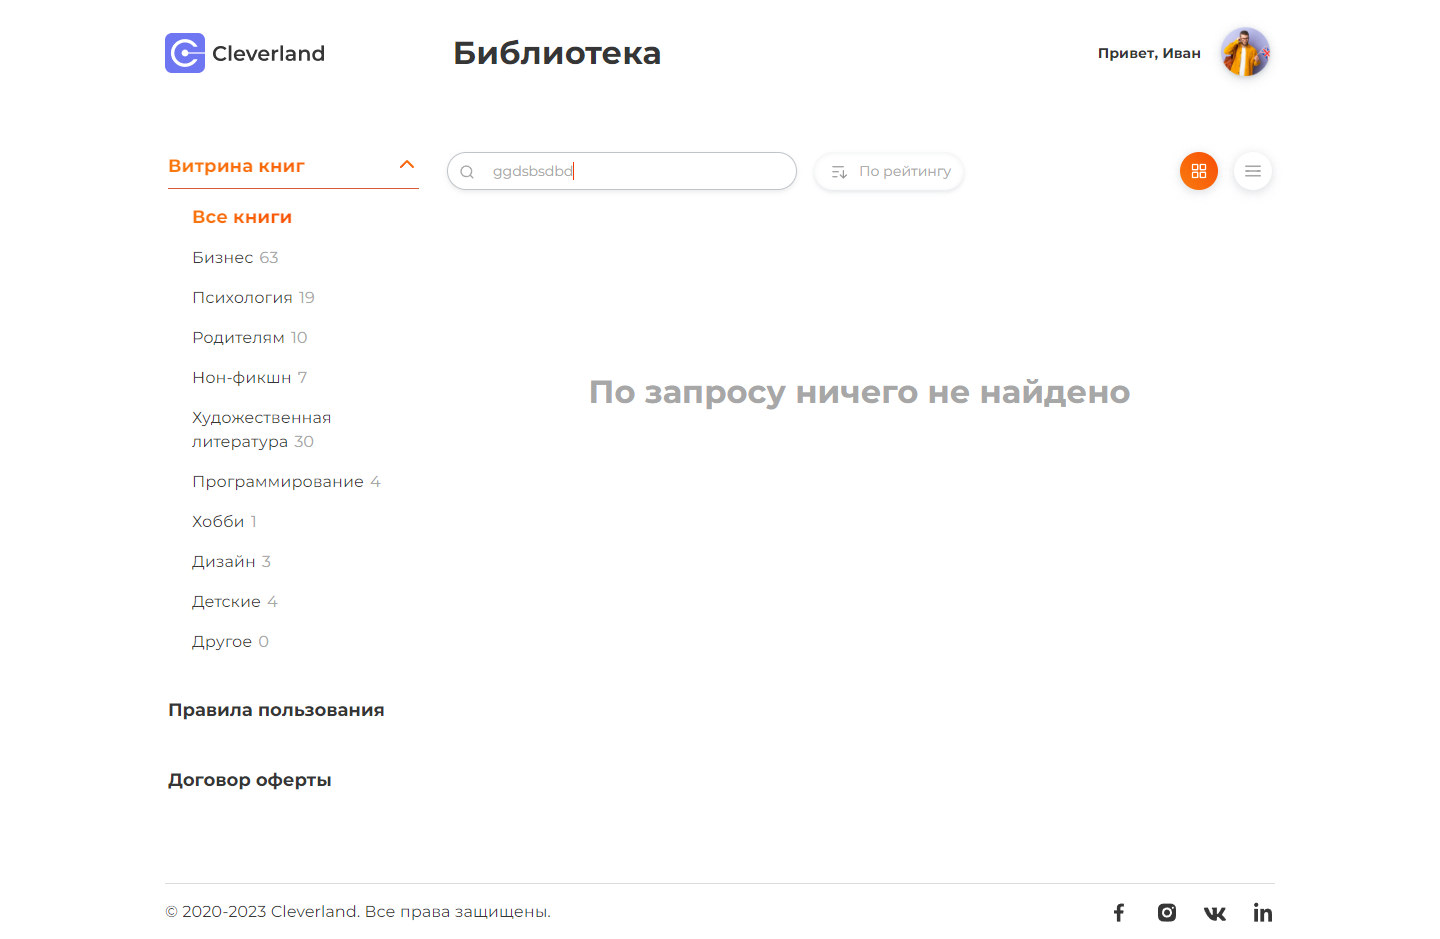 Cleverland
Библиотека
Привет, Иван
Витрина книг
ggdsbsdbd
По рейтингу
Все книги
Бизнес 63
Психология 19
Родителям 10
Нон-фикшн 7
Художественная
литература 30
Программирование 4
Хобби 1
Дизайн 3
Детские 4
Другое 0
По запросу ничего не найдено
Правила пользования
Договор оферты
© 2020-2023 Cleverland. Все права защищены.